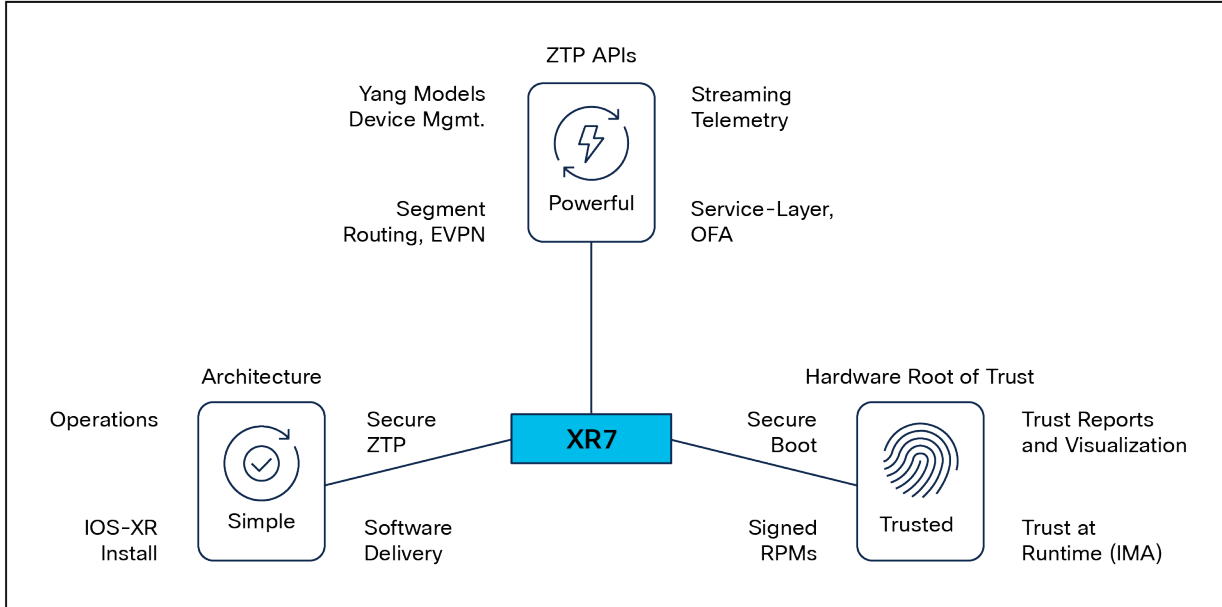 ZTP APIs
Yang Models
Device Mgmt.
Streaming
Telemetry
Powerful
Segment
Routing, EVPN
Service-Layer,
OFA
XR7
Architecture
Operations
Secure
ZTP
Simple
IOS-XR
Install
Software
Delivery
Hardware Root of Trust
Secure
Boot
Trust Reports
and Visualization
Trusted
Signed
RPMs
Trust at
Runtime (IMA)